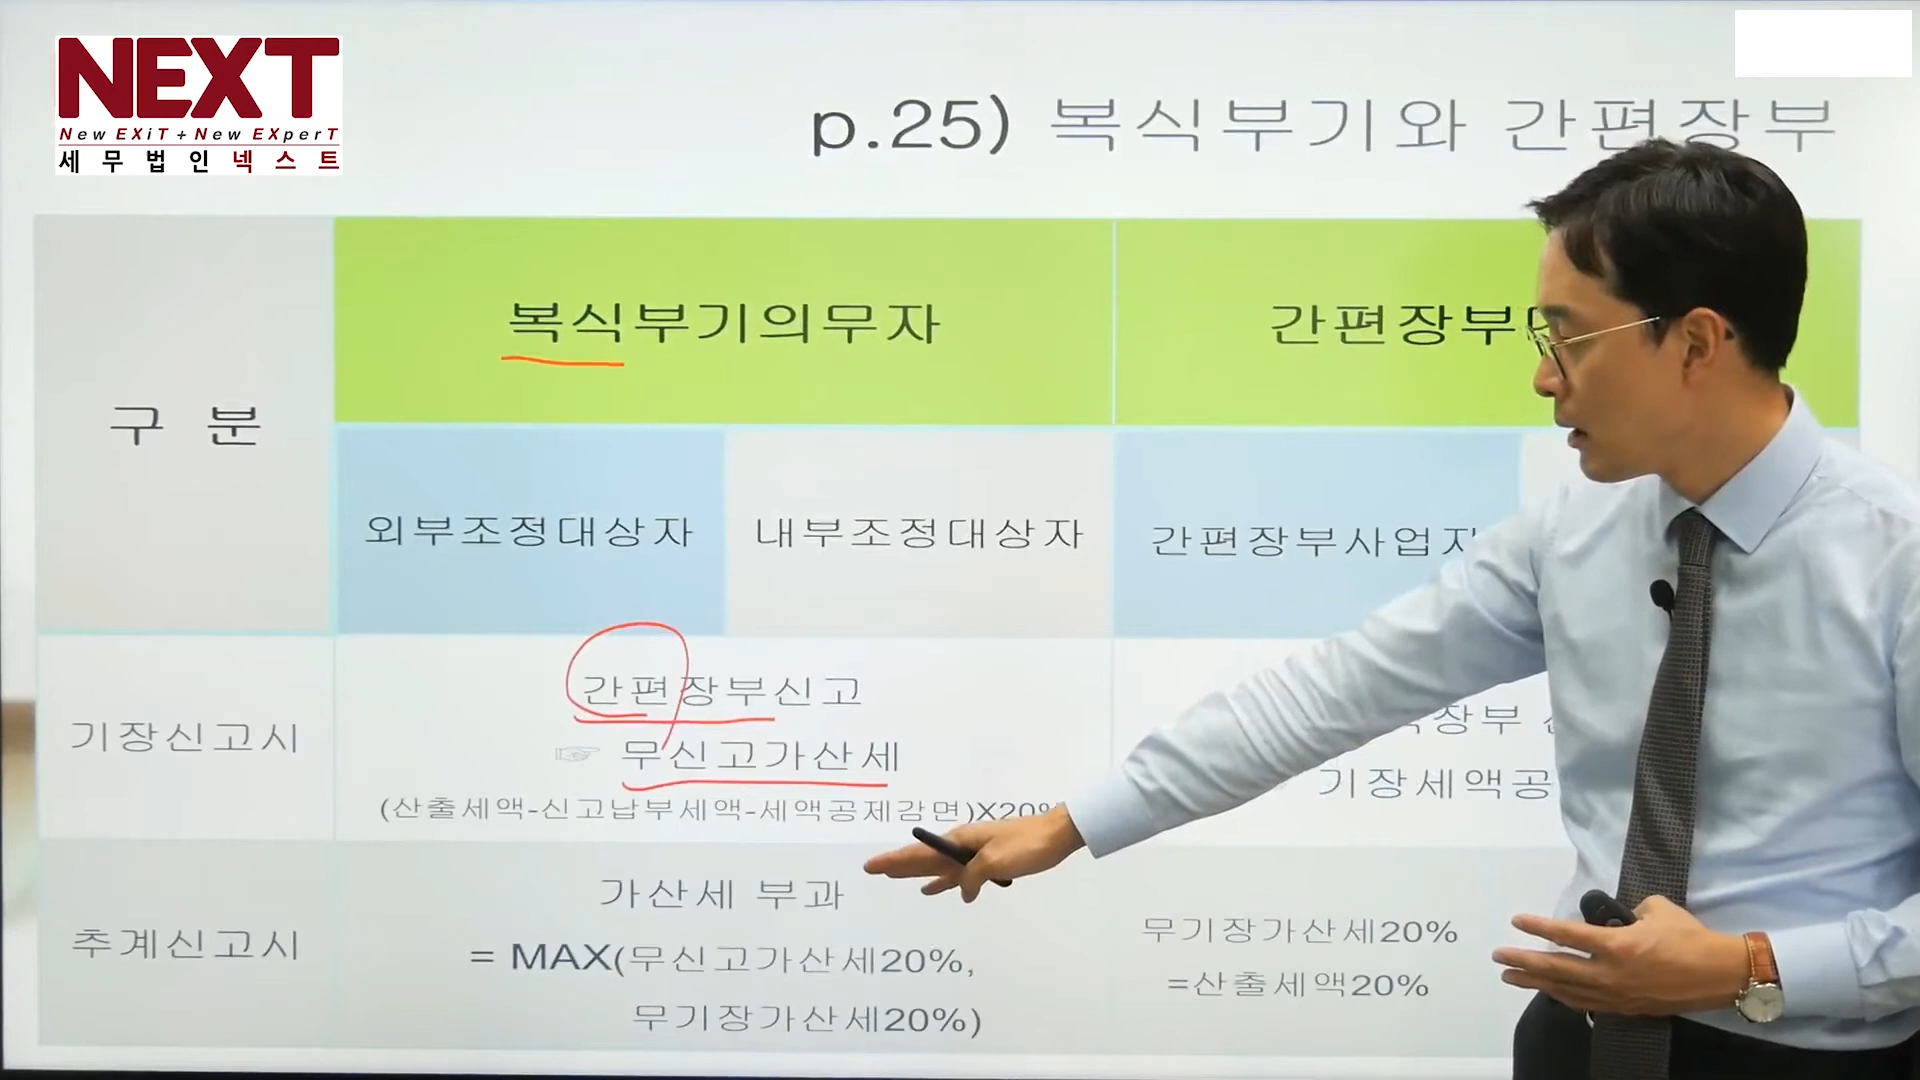 NEXT
New EXiT + New EXperT
세무법인넥스트
p.25) 복식부기와 간편장부
구 분
복식부기의무자
간편장부
외부조정대상자
내부조정대상자
간편장부사업자
기장신고시
간편장부신고
☞ 무신고가산세
(산출세액-신고납부세액-세액공제감면)X20%
장부
기장세액공
추계신고시
가산세 부과
= MAX(무신고가산세20%,
무기장가산세20%)
무기장가산세20%
=산출세액20%